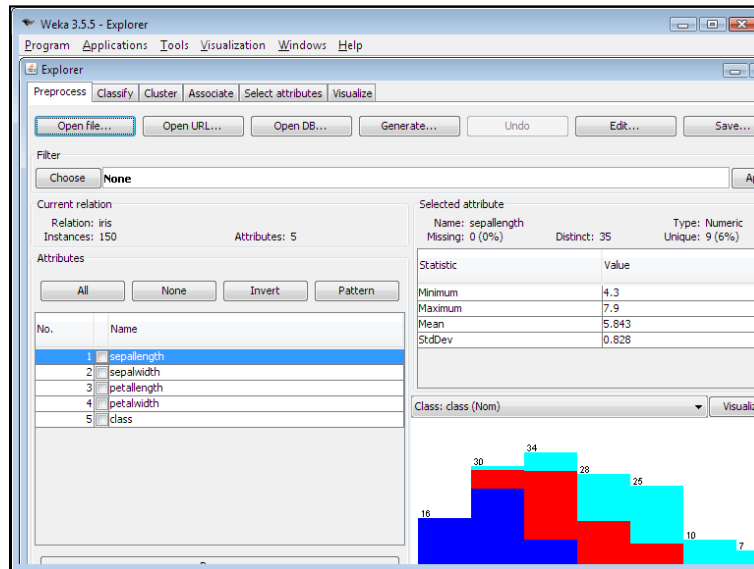 Weka 3.5.5 - Explorer
Program Applications Tools Visualization Windows Help
Explorer
Preprocess Classify Cluster Associate Select attributes Visualize
Open file... Open URL... Open DB... Generate... Undo Edit... Save...
Filter
Choose None
Current relation
Relation: iris
Instances: 150 Attributes: 5
Attributes
All None Invert Pattern
No. Name
1 sepallength
2 sepalwidth
3 petallength
4 petalwidth
5 class
Selected attribute
Name: sepallength Type: Numeric
Missing: 0 (0%) Distinct: 35 Unique: 9 (6%)
Statistic Value
Minimum 4.3
Maximum 7.9
Mean 5.843
StdDev 0.828
Class: class (Nom)
16 30 34 28 25 10 7